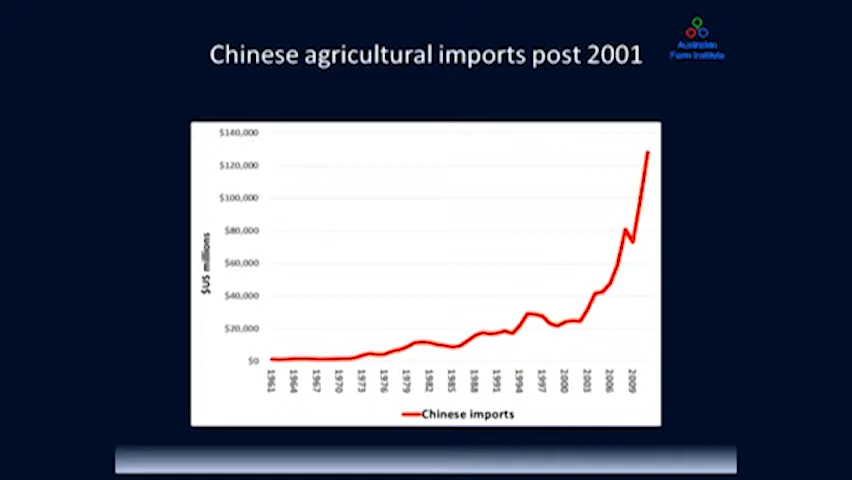 Chinese agricultural imports post 2001
Australian
Farm Institute
$140,000
$120,000
$100,000
$80,000
$60,000
$40,000
$20,000
$0
$US millions
1961 1964 1967 1970 1973 1976 1979 1982 1985 1988 1991 1994 1997 2000 2003 2006 2009
Chinese imports